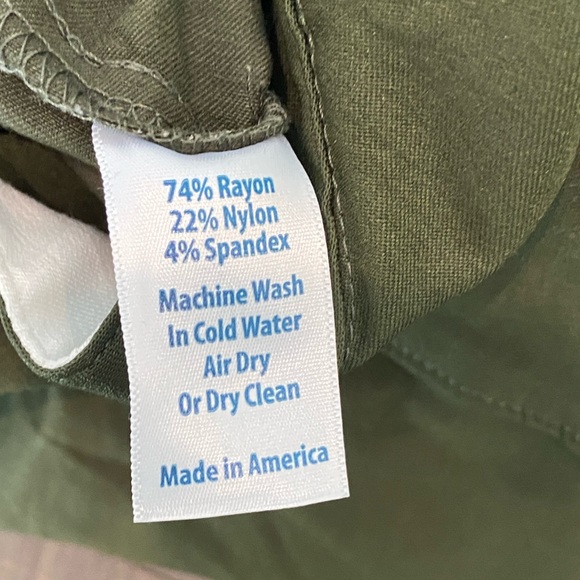 74% Rayon
22% Nylon
4% Spandex
Machine Wash
In Cold Water
Air Dry
Or Dry Clean
Made in America